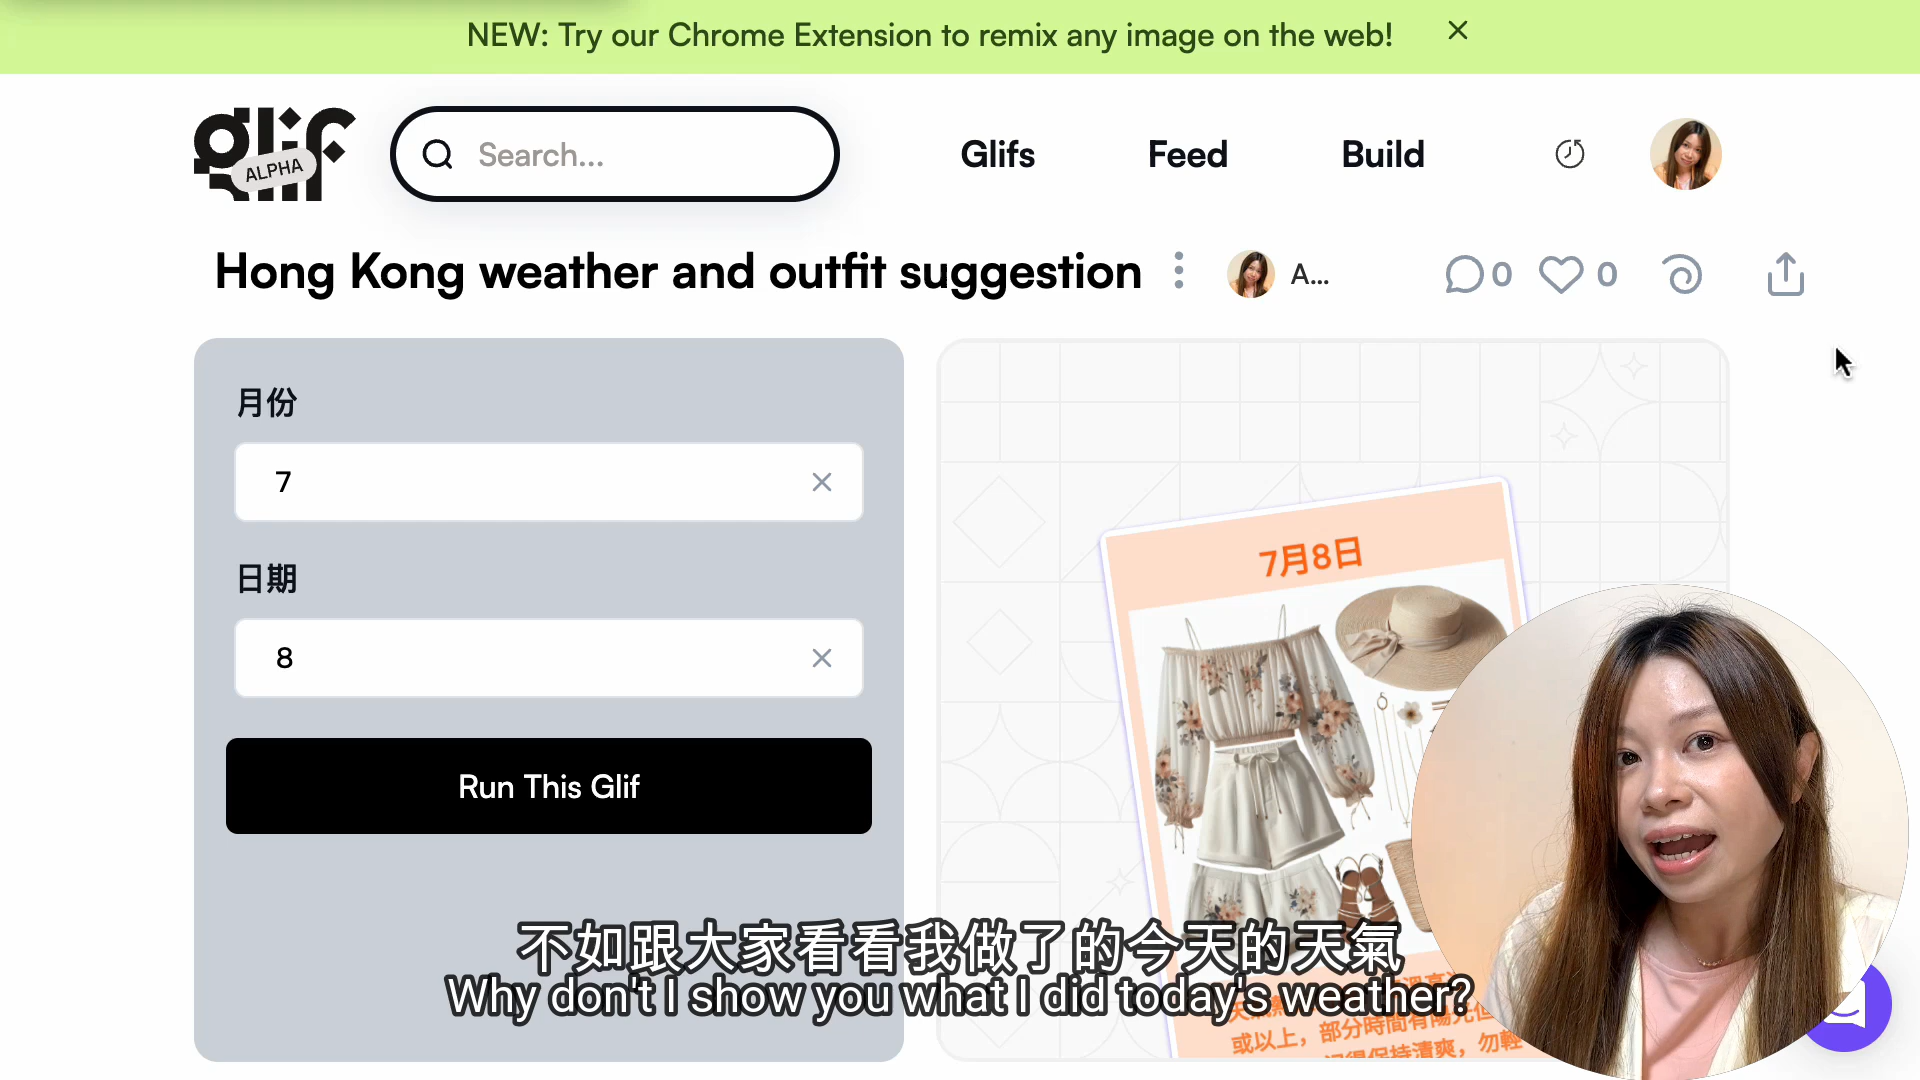 NEW: Try our Chrome Extension to remix any image on the web!
glif
ALPHA
Search...
Glifs
Feed
Build
Hong Kong weather and outfit suggestion
A...
0
0
月份
7
日期
8
Run This Glif
7月8日
不如跟大家看看我做了的今天的天氣
Why don't I show you what I did today's weather?
或以上，部分時間有陽光但
保持清爽，勿輕